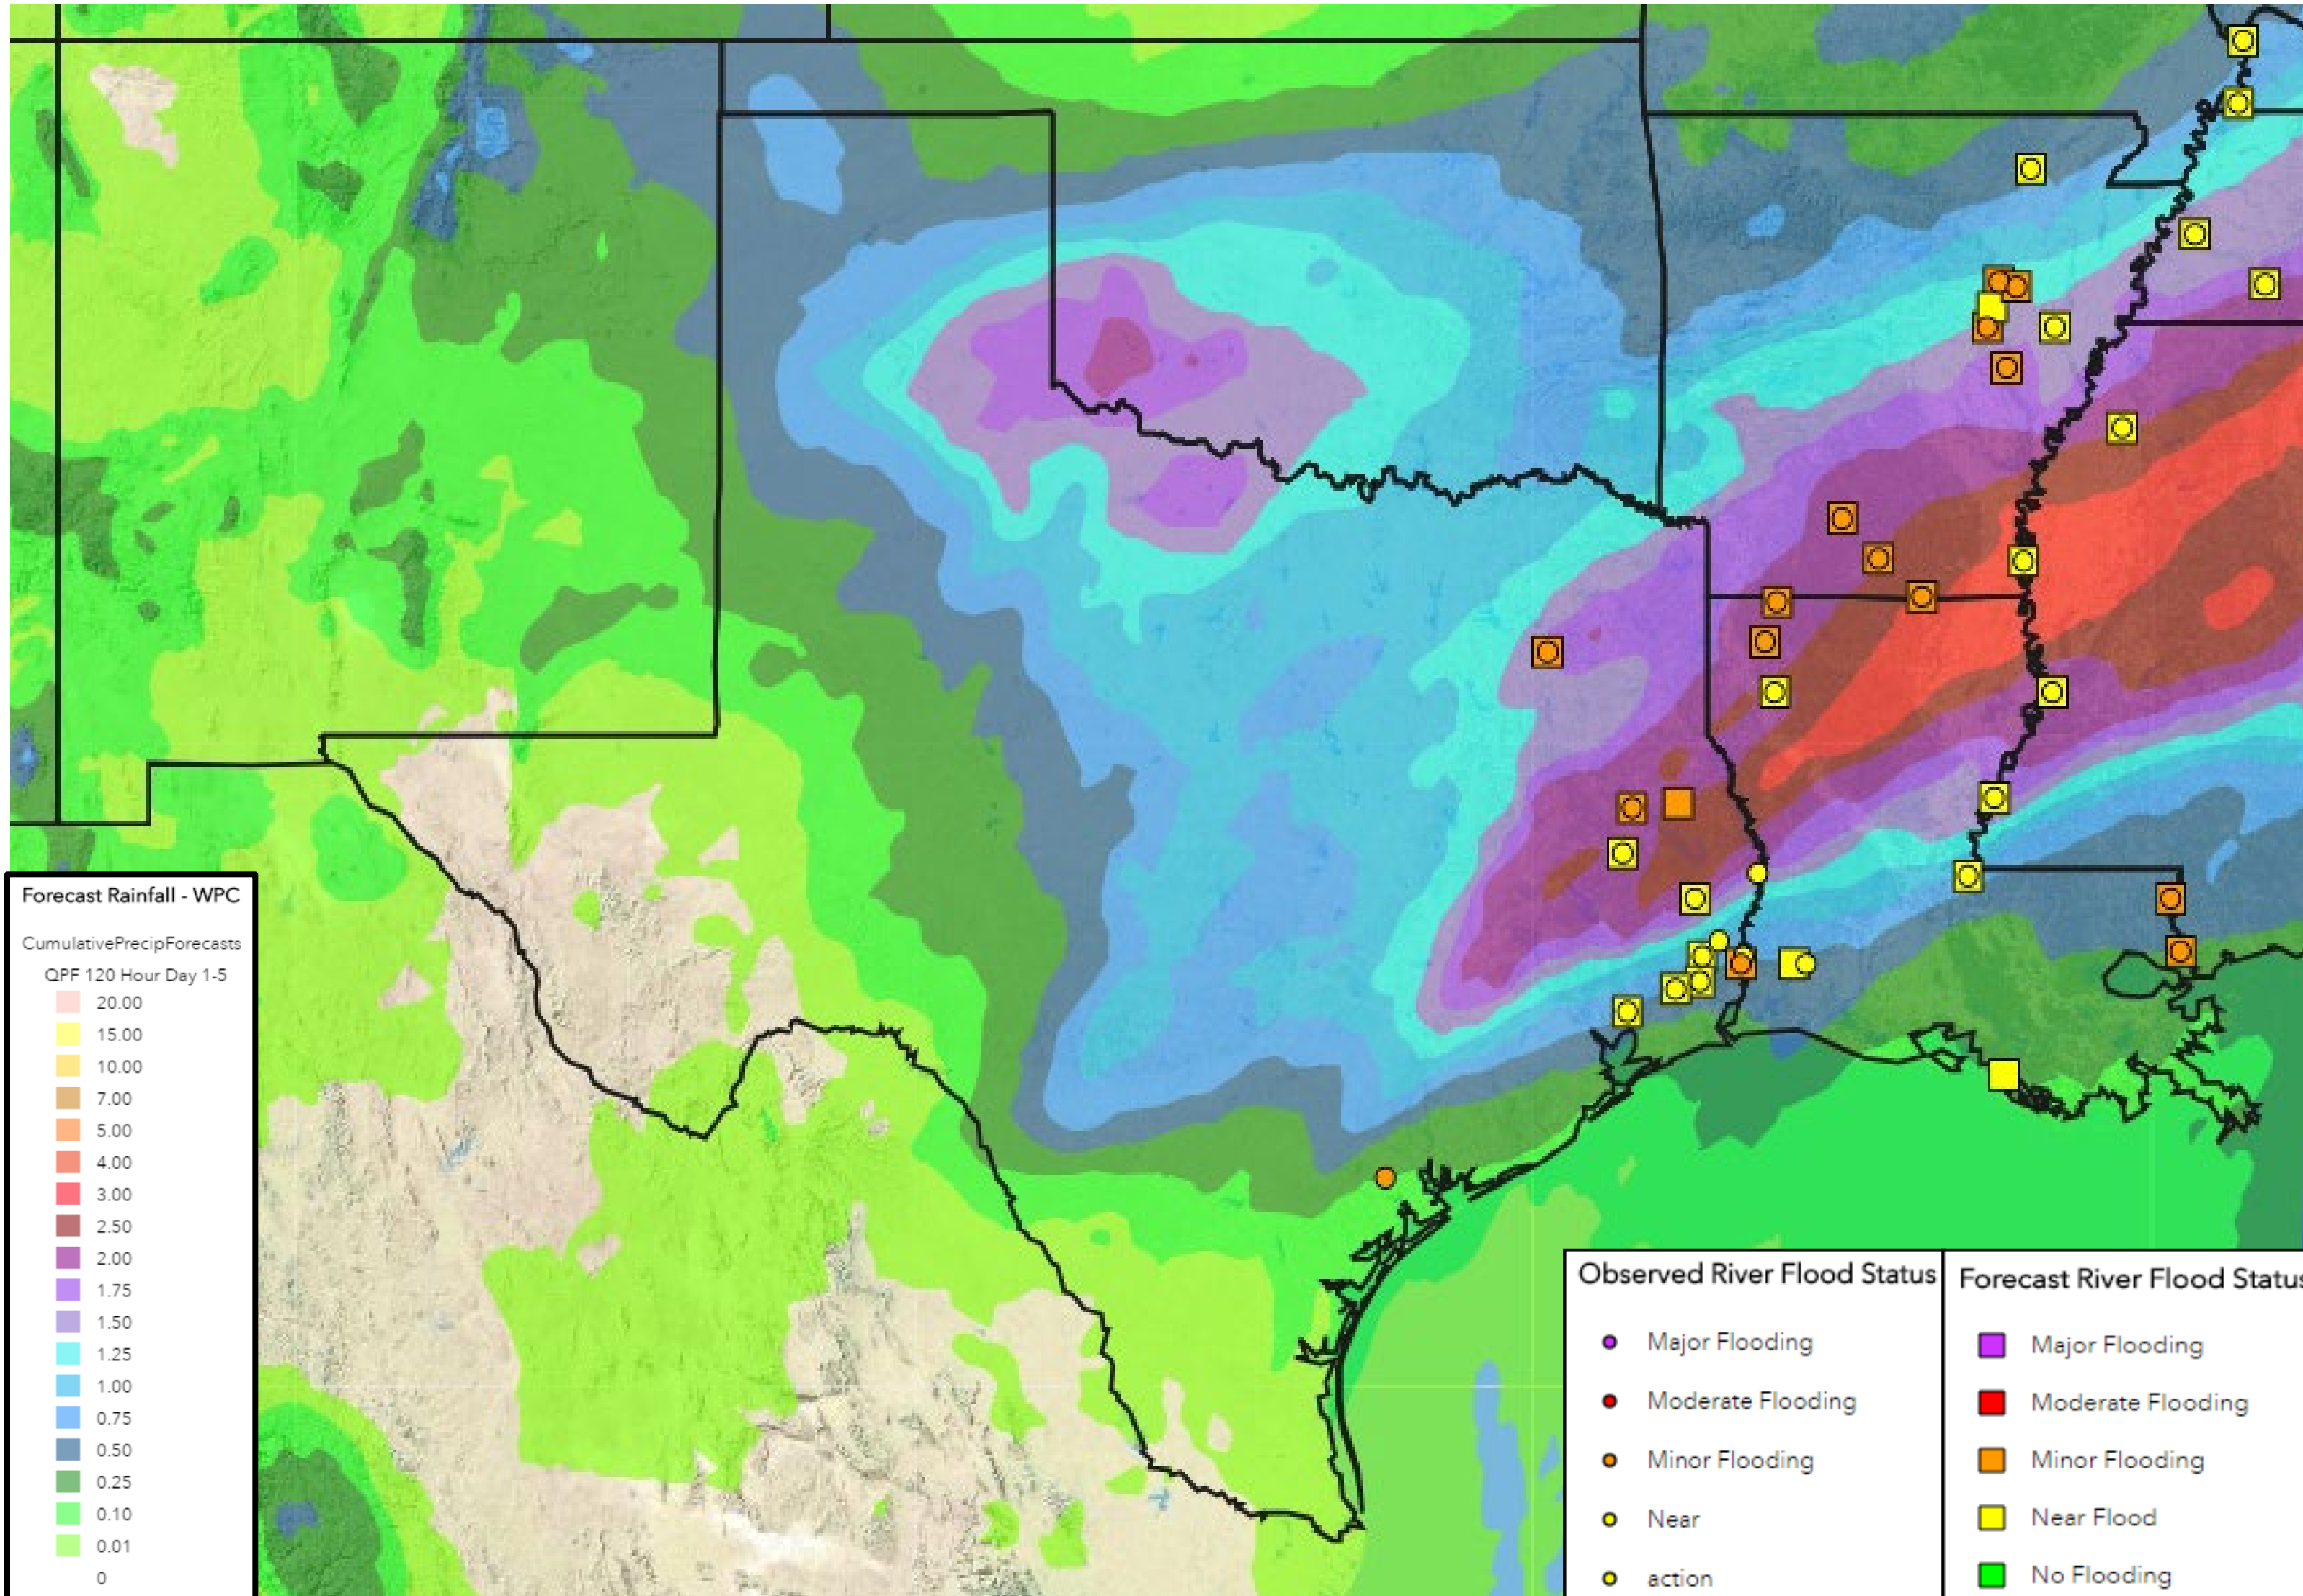 Forecast Rainfall - WPC
CumulativePrecipForecasts
QPF 120 Hour Day 1-5
20.00
15.00
10.00
7.00
5.00
4.00
3.00
2.50
2.00
1.75
1.50
1.25
1.00
0.75
0.50
0.25
0.10
0.01
0
Observed River Flood Status
Major Flooding
Moderate Flooding
Minor Flooding
Near
action
Forecast River Flood Status
Major Flooding
Moderate Flooding
Minor Flooding
Near Flood
No Flooding